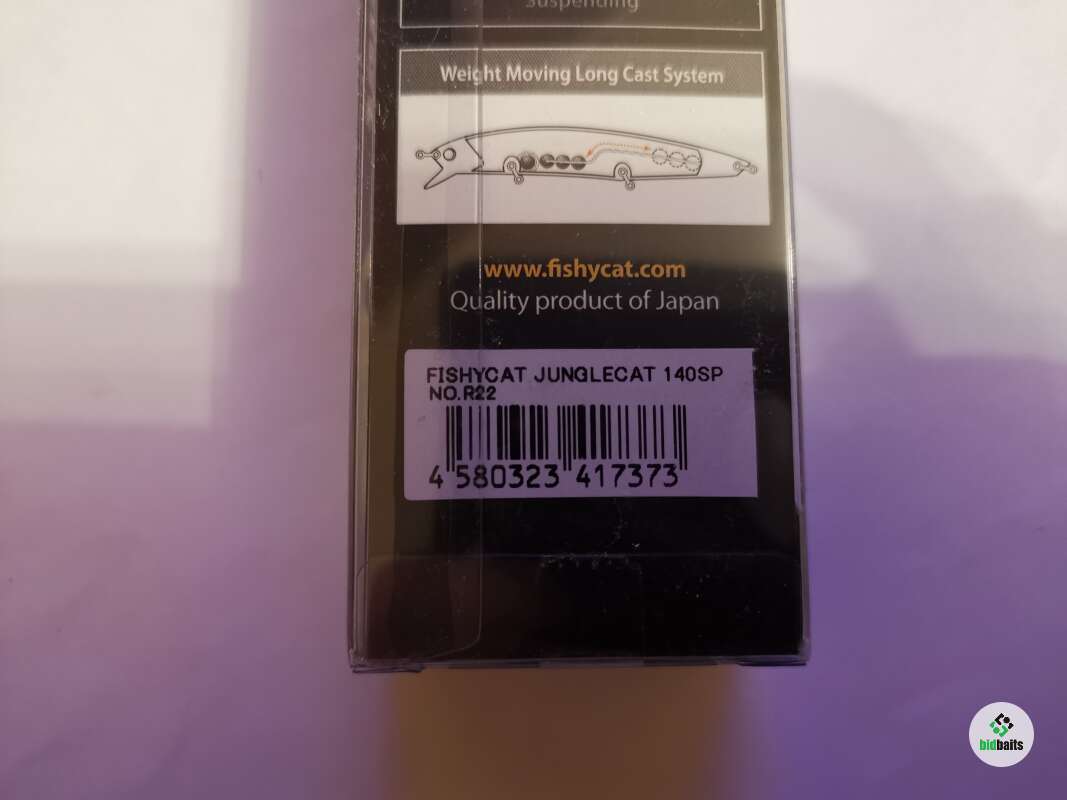 Suspending
Weight Moving Long Cast System
www.fishycat.com
Quality product of Japan
FISHYCAT JUNGLECAT 140SP
NO.R22
4 580323 417373
bidbaits